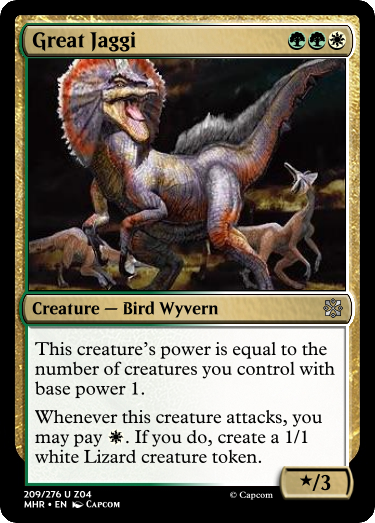 Great Jaggi
Creature — Bird Wyvern
This creature's power is equal to the
number of creatures you control with
base power 1.
Whenever this creature attacks, you
may pay . If you do, create a 1/1
white Lizard creature token.
★/3
209/276 U Z04
MHR • EN Capcom
© Capcom